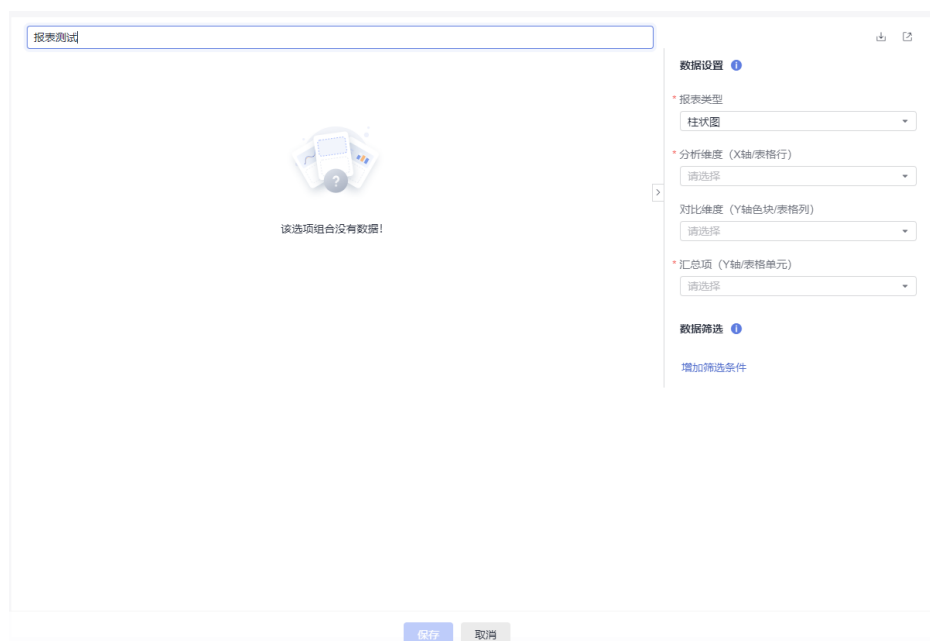 报表测试
数据设置
* 报表类型
柱状图
* 分析维度（X轴/表格行）
请选择
对比维度（Y轴色块/表格列）
请选择
* 汇总项（Y轴/表格单元）
请选择
该选项组合没有数据！
数据筛选
增加筛选条件
保存
取消